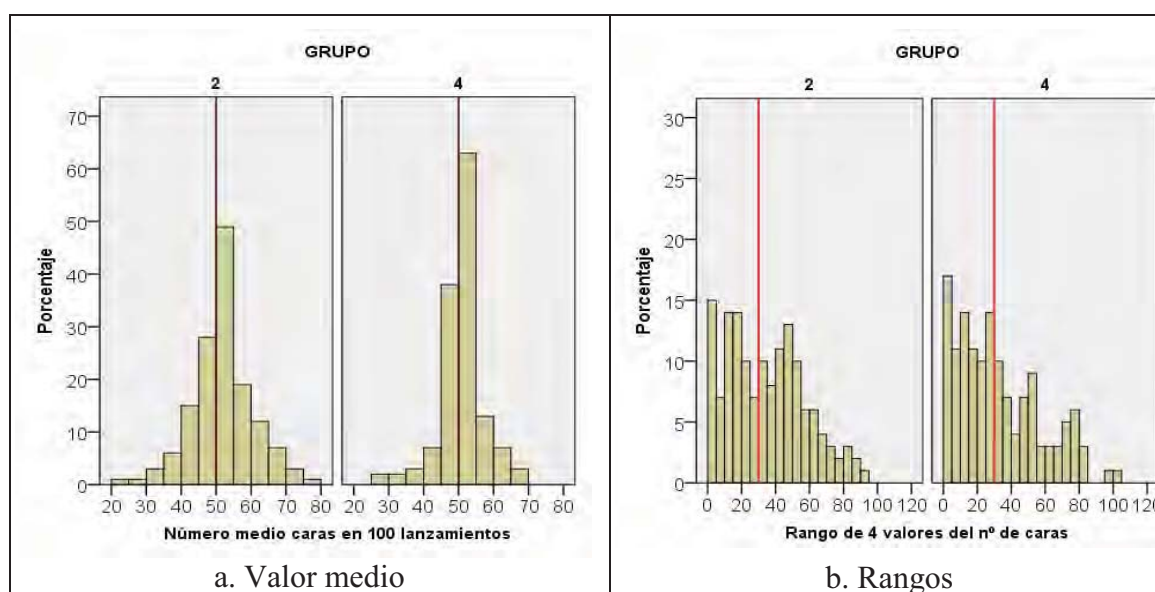 GRUPO
2 4
Porcentaje
70
60
50
40
30
20
10
0
20 30 40 50 60 70 80 20 30 40 50 60 70 80
Número medio caras en 100 lanzamientos
a. Valor medio
GRUPO
2 4
Porcentaje
30
25
20
15
10
5
0
0 20 40 60 80 100 120 0 20 40 60 80 100 120
Rango de 4 valores del nº de caras
b. Rangos